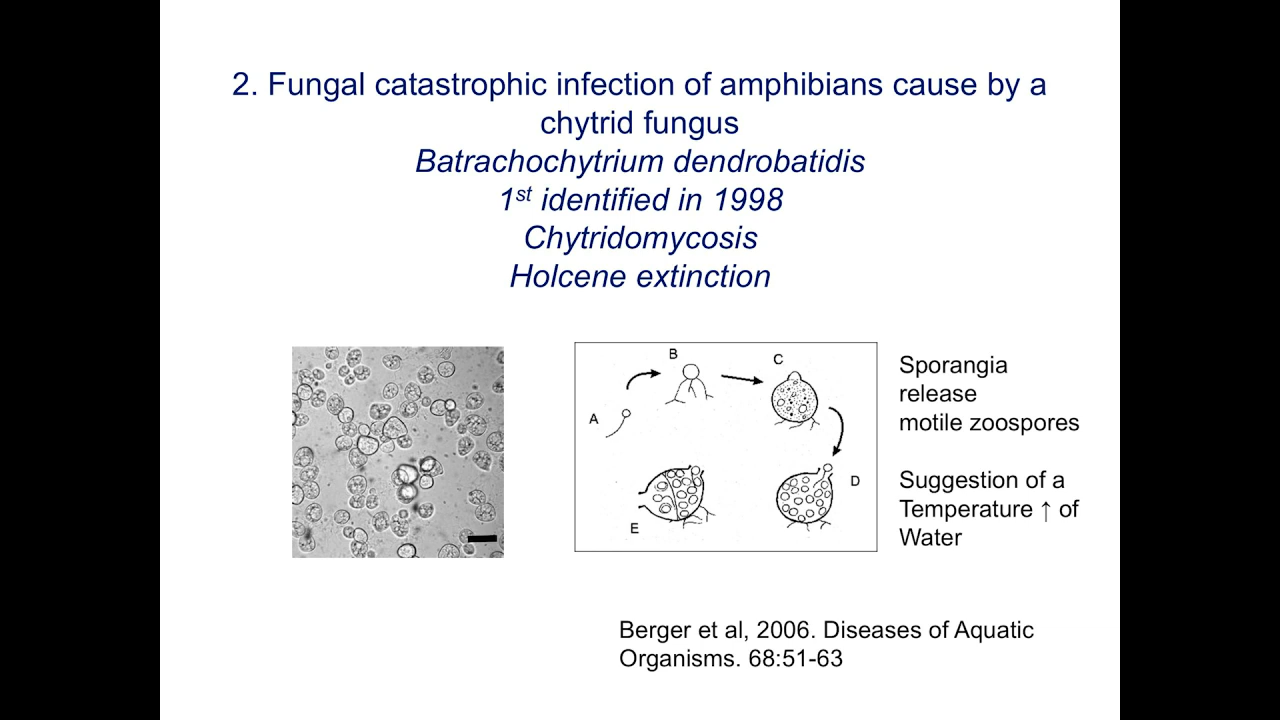 2. Fungal catastrophic infection of amphibians cause by a
chytrid fungus
Batrachochytrium dendrobatidis
1st identified in 1998
Chytridomycosis
Holcene extinction
A
B
C
D
E
Sporangia
release
motile zoospores
Suggestion of a
Temperature ↑ of
Water
Berger et al, 2006. Diseases of Aquatic
Organisms. 68:51-63